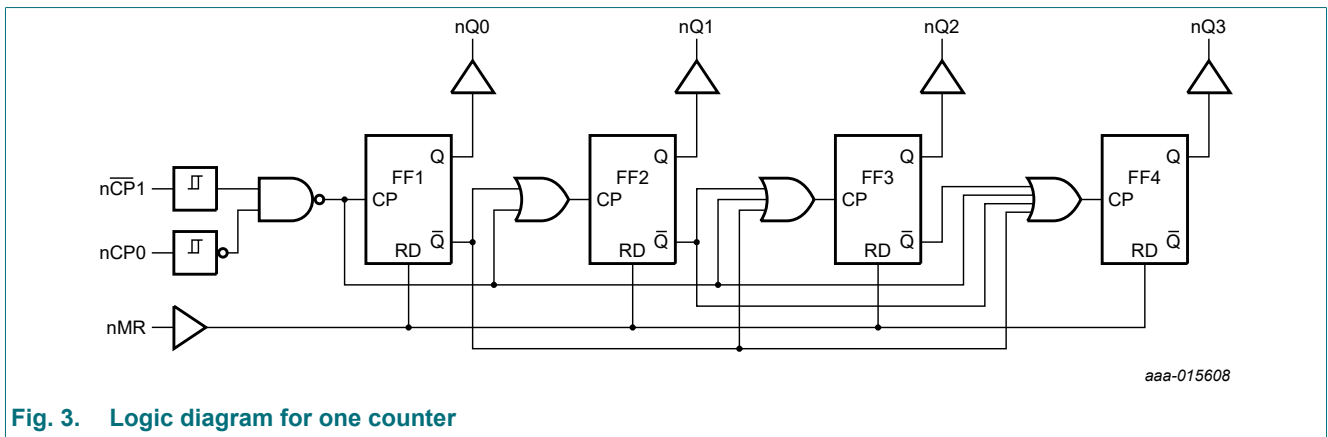 nQ0 nQ1 nQ2 nQ3
Q Q Q Q
FF1 FF2 FF3 FF4
nC̅P̅1
CP CP CP CP
nCP0
Q̅ Q̅ Q̅ Q̅
RD RD RD RD
nMR
aaa-015608
Fig. 3. Logic diagram for one counter